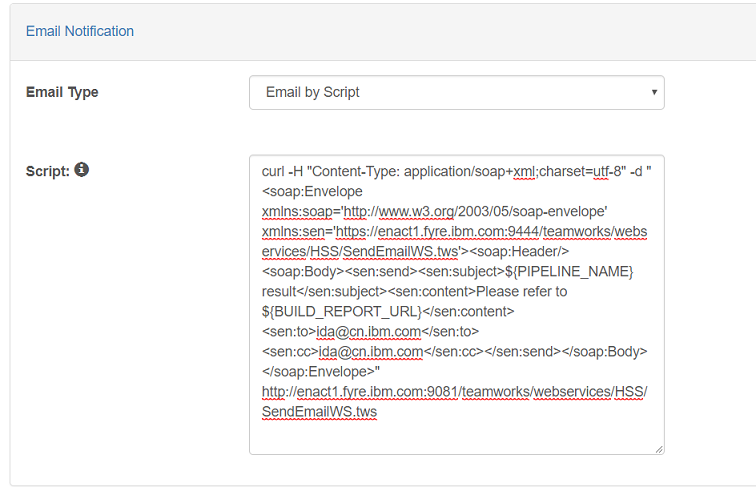 Email Notification
Email Type
Email by Script
Script:
curl -H "Content-Type: application/soap+xml;charset=utf-8" -d "
<soap:Envelope
xmlns:soap='http://www.w3.org/2003/05/soap-envelope'
xmlns:sen='https://enact1.fyre.ibm.com:9444/teamworks/webs
ervices/HSS/SendEmailWS.tws'><soap:Header/>
<soap:Body><sen:send><sen:subject>${PIPELINE_NAME}
result</sen:subject><sen:content>Please refer to
${BUILD_REPORT_URL}</sen:content>
<sen:to>ida@cn.ibm.com</sen:to>
<sen:cc>ida@cn.ibm.com</sen:cc></sen:send></soap:Body>
</soap:Envelope>"
http://enact1.fyre.ibm.com:9081/teamworks/webservices/HSS/
SendEmailWS.tws